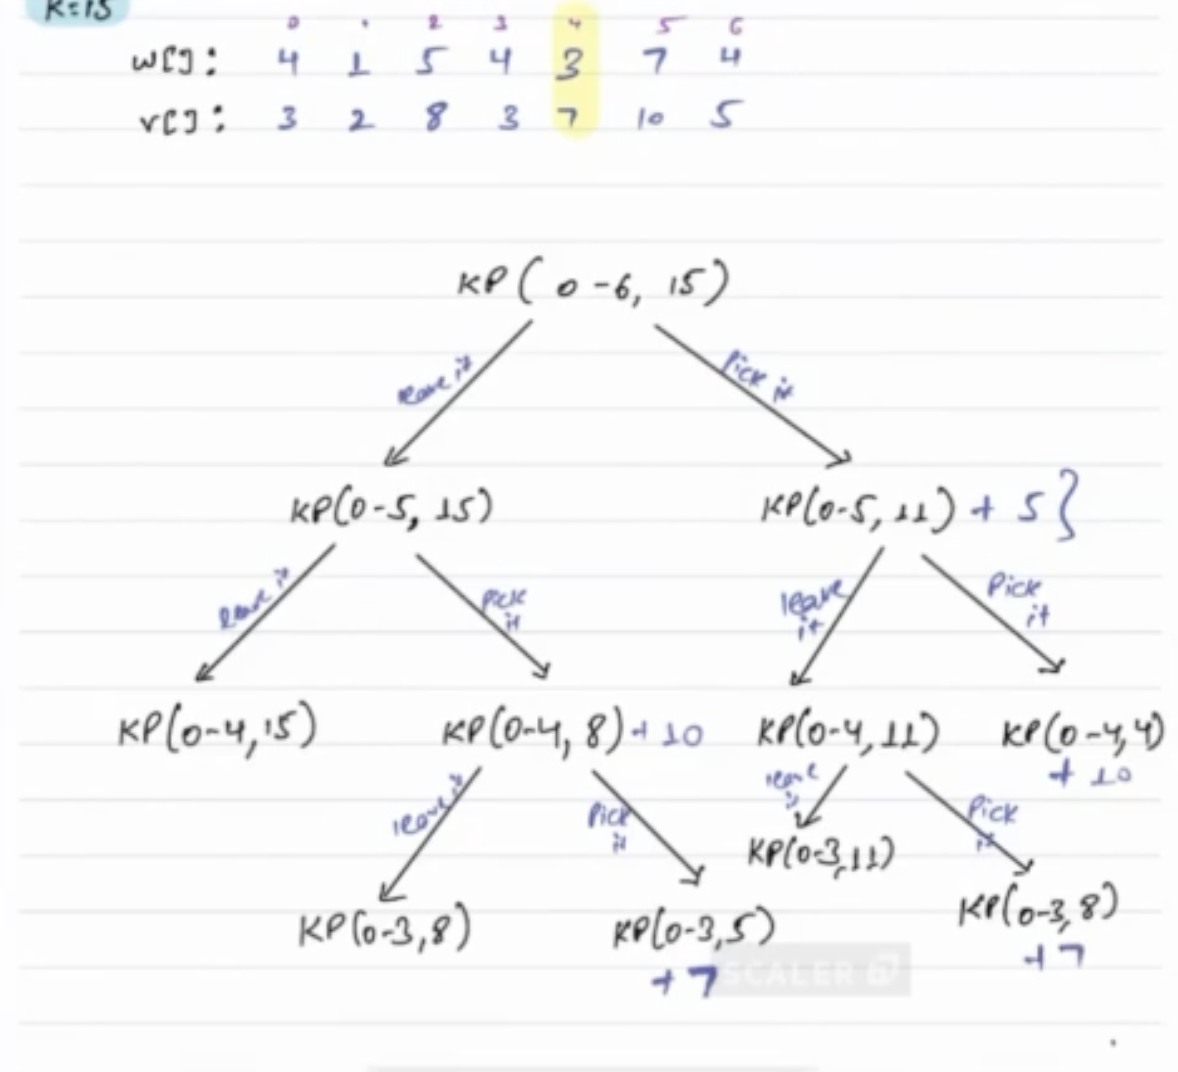 K=15
0 1 2 3 4 5 6
w[]: 4 1 5 4 3 7 4
v[]: 3 2 8 3 7 10 5
KP( 0-6, 15)
leave it
Pick it
KP(0-5, 15)
KP(0-5, 11) + 5}
leave it
Pick it
leave it
Pick it
KP(0-4,15)
KP(0-4, 8) + 10
KP(0-4,11)
KP(0-4,4)
+ 10
leave it
Pick it
leave it
Pick it
KP(0-3,11)
KP(0-3,8)
KP(0-3,5)
+7
KP(0-3,8)
+7
SCALER